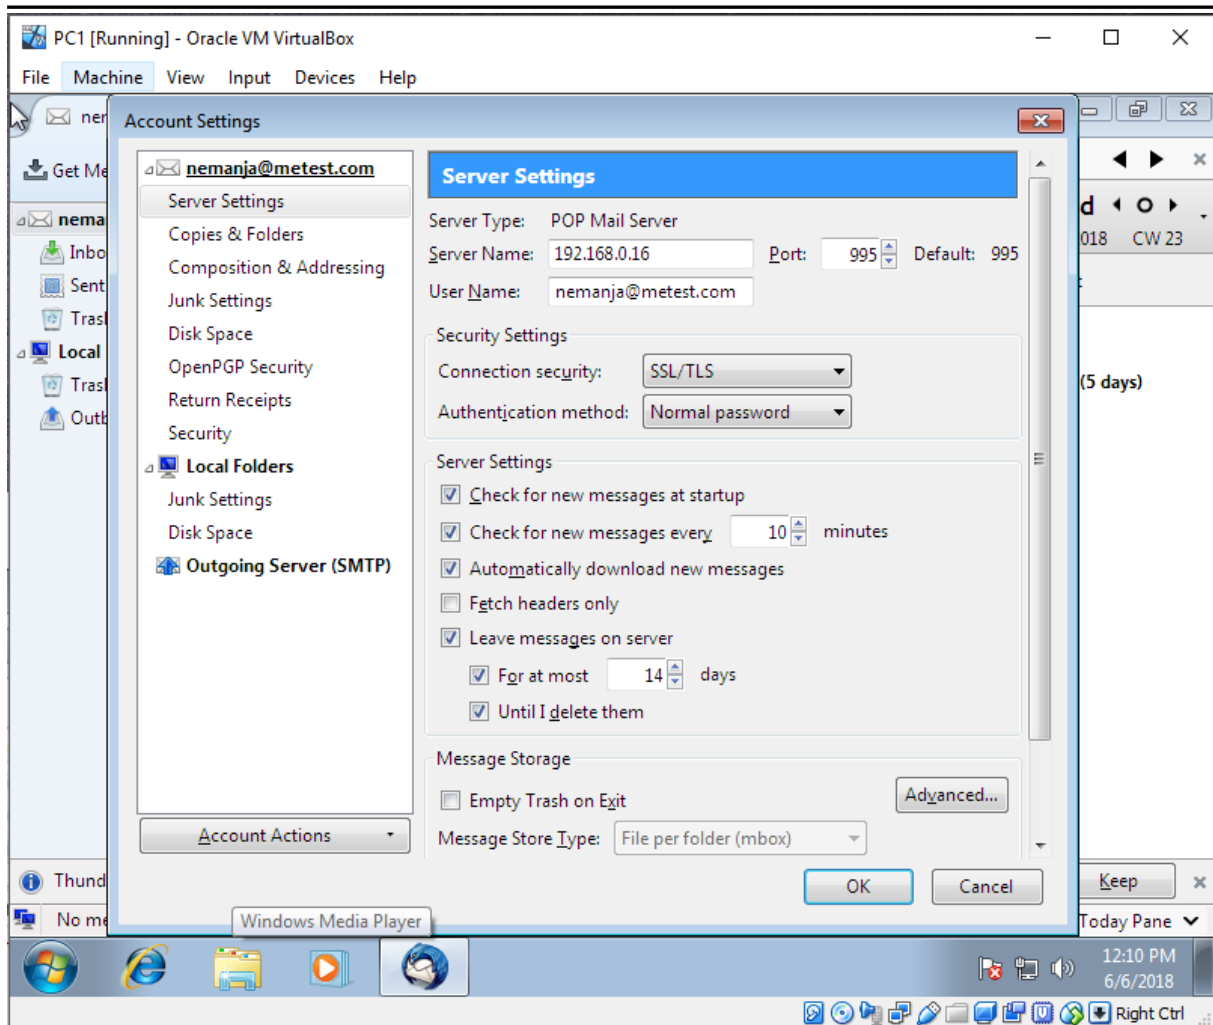 PC1 [Running] - Oracle VM VirtualBox
File Machine View Input Devices Help
ner
Account Settings
Get Me
nemanja@metest.com
Server Settings
Server Settings
Copies & Folders
Composition & Addressing
Junk Settings
Disk Space
OpenPGP Security
Return Receipts
Security
Local Folders
Junk Settings
Disk Space
Outgoing Server (SMTP)
Account Actions
Server Type: POP Mail Server
Server Name: 192.168.0.16 Port: 995 Default: 995
User Name: nemanja@metest.com
Security Settings
Connection security: SSL/TLS
Authentication method: Normal password
Server Settings
Check for new messages at startup
Check for new messages every 10 minutes
Automatically download new messages
Fetch headers only
Leave messages on server
For at most 14 days
Until I delete them
Message Storage
Empty Trash on Exit
Advanced...
Message Store Type: File per folder (mbox)
OK Cancel
nema
Inbo
Sent
Trasl
Local
Trasl
Outb
d
018 CW 23
(5 days)
Thund
Keep
No me
Today Pane
Windows Media Player
12:10 PM
6/6/2018
Right Ctrl